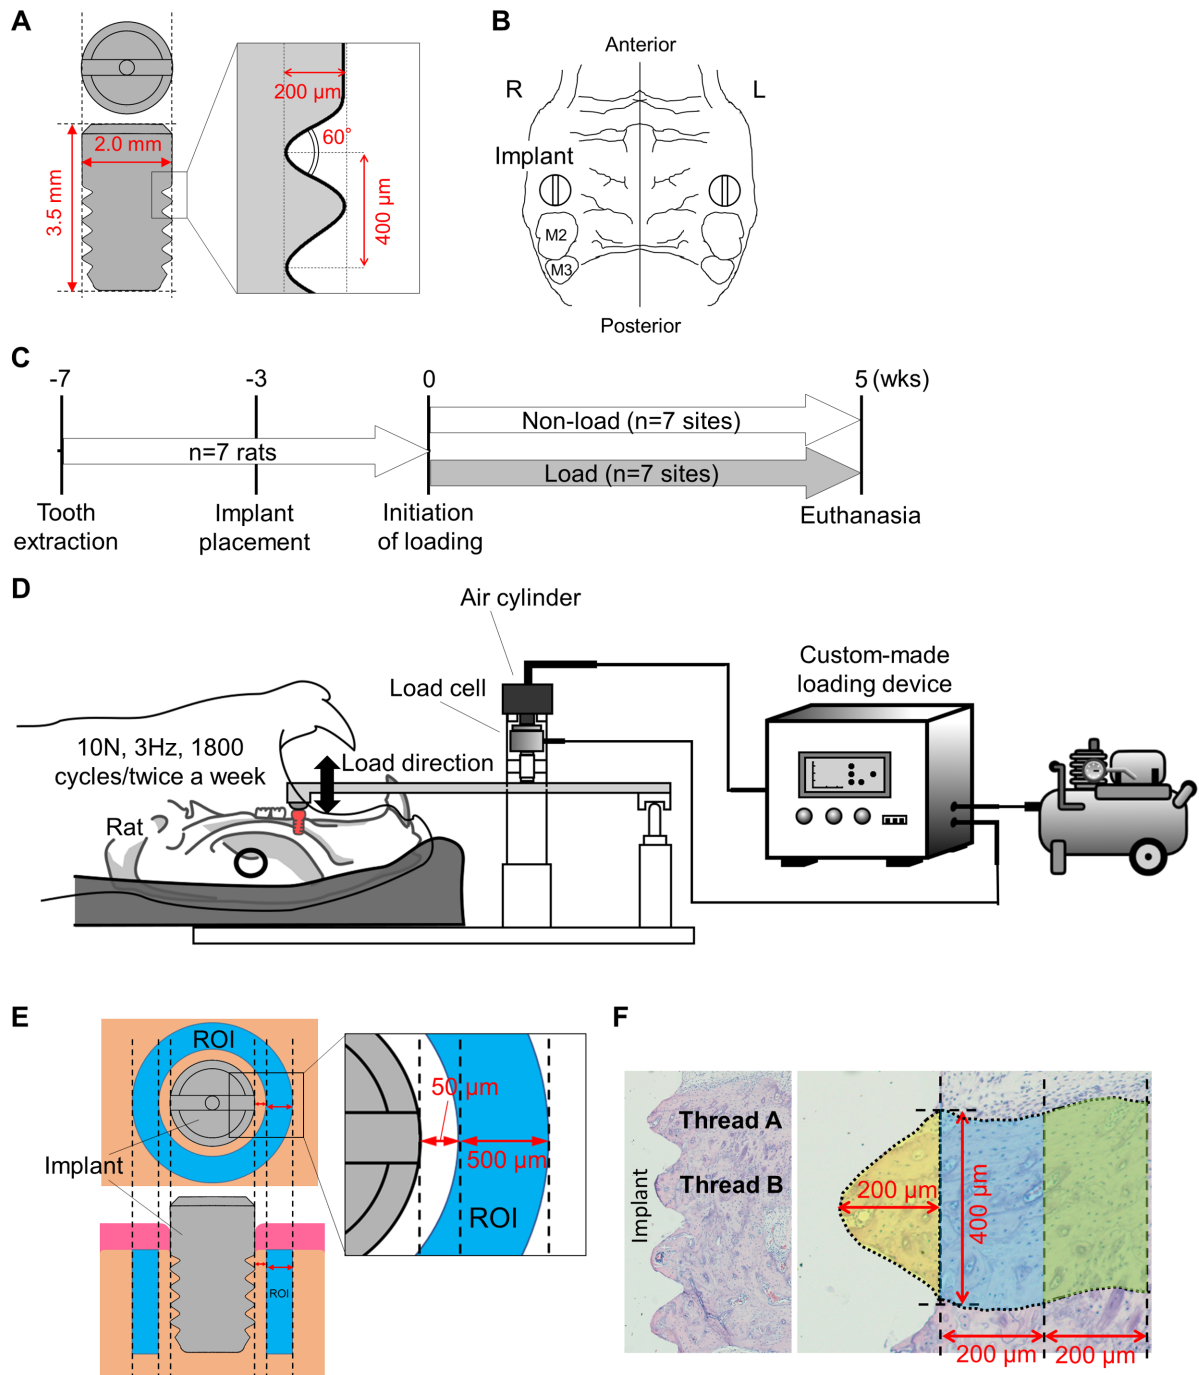 A
2.0 mm
3.5 mm
200 µm
60°
400 µm
B
Anterior
R
L
Implant
M2
M3
Posterior
C
-7
-3
0
5 (wks)
n=7 rats
Non-load (n=7 sites)
Load (n=7 sites)
Tooth
extraction
Implant
placement
Initiation
of loading
Euthanasia
D
Air cylinder
Load cell
Custom-made
loading device
10N, 3Hz, 1800
cycles/twice a week
Load direction
Rat
E
ROI
Implant
ROI
50 µm
500 µm
ROI
F
Implant
Thread A
Thread B
200 µm
400 µm
200 µm
200 µm